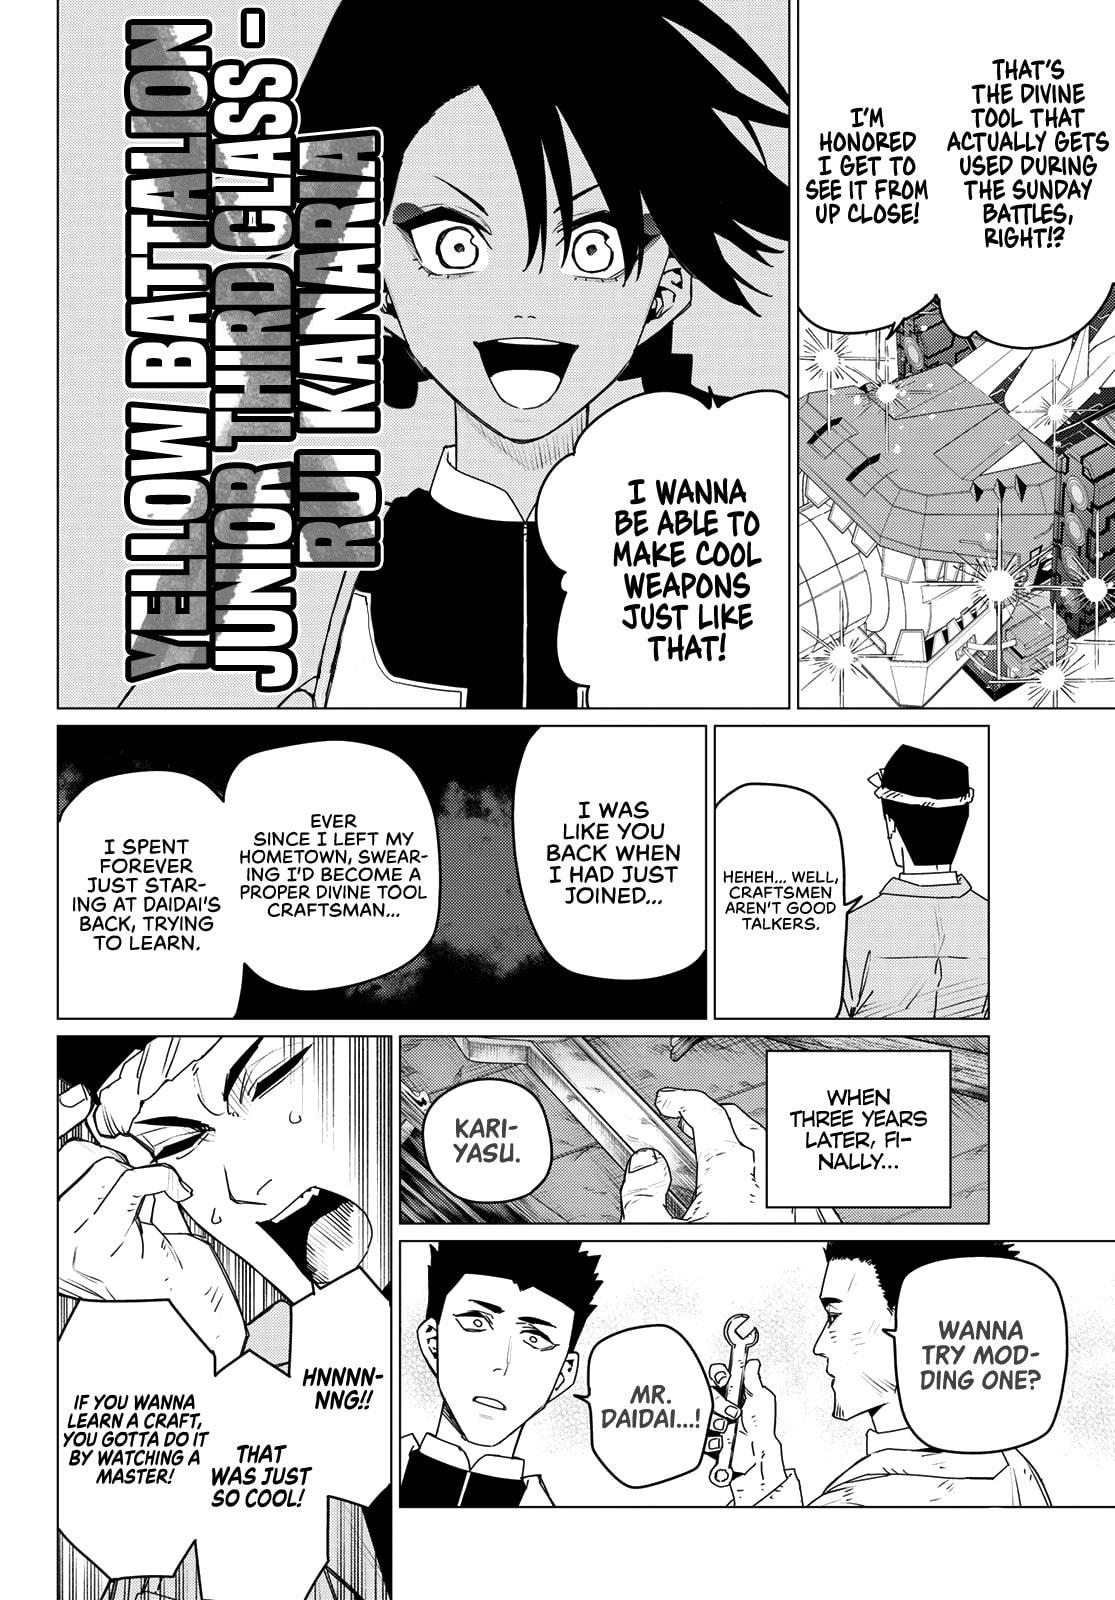 THAT'S
THE DIVINE
TOOL THAT
ACTUALLY GETS
USED DURING
THE SUNDAY
BATTLES,
RIGHT!?
I'M
HONORED
I GET TO
SEE IT FROM
UP CLOSE!
I WANNA
BE ABLE TO
MAKE COOL
WEAPONS
JUST LIKE
THAT!
YELLOW BATTALION
JUNIOR THIRD CLASS -
RUI KANARIA
HEHEH... WELL,
CRAFTSMEN
AREN'T GOOD
TALKERS.
I WAS
LIKE YOU
BACK WHEN
I HAD JUST
JOINED...
EVER
SINCE I LEFT MY
HOMETOWN, SWEAR-
ING I'D BECOME A
PROPER DIVINE TOOL
CRAFTSMAN...
I SPENT
FOREVER
JUST STAR-
ING AT DAIDAI'S
BACK, TRYING
TO LEARN.
WHEN
THREE YEARS
LATER, FI-
NALLY...
KARI-
YASU.
WANNA
TRY MOD-
DING ONE?
MR.
DAIDAI...!
HNNNN-
NNG!!
THAT
WAS JUST
SO COOL!
IF YOU WANNA
LEARN A CRAFT,
YOU GOTTA DO IT
BY WATCHING A
MASTER!